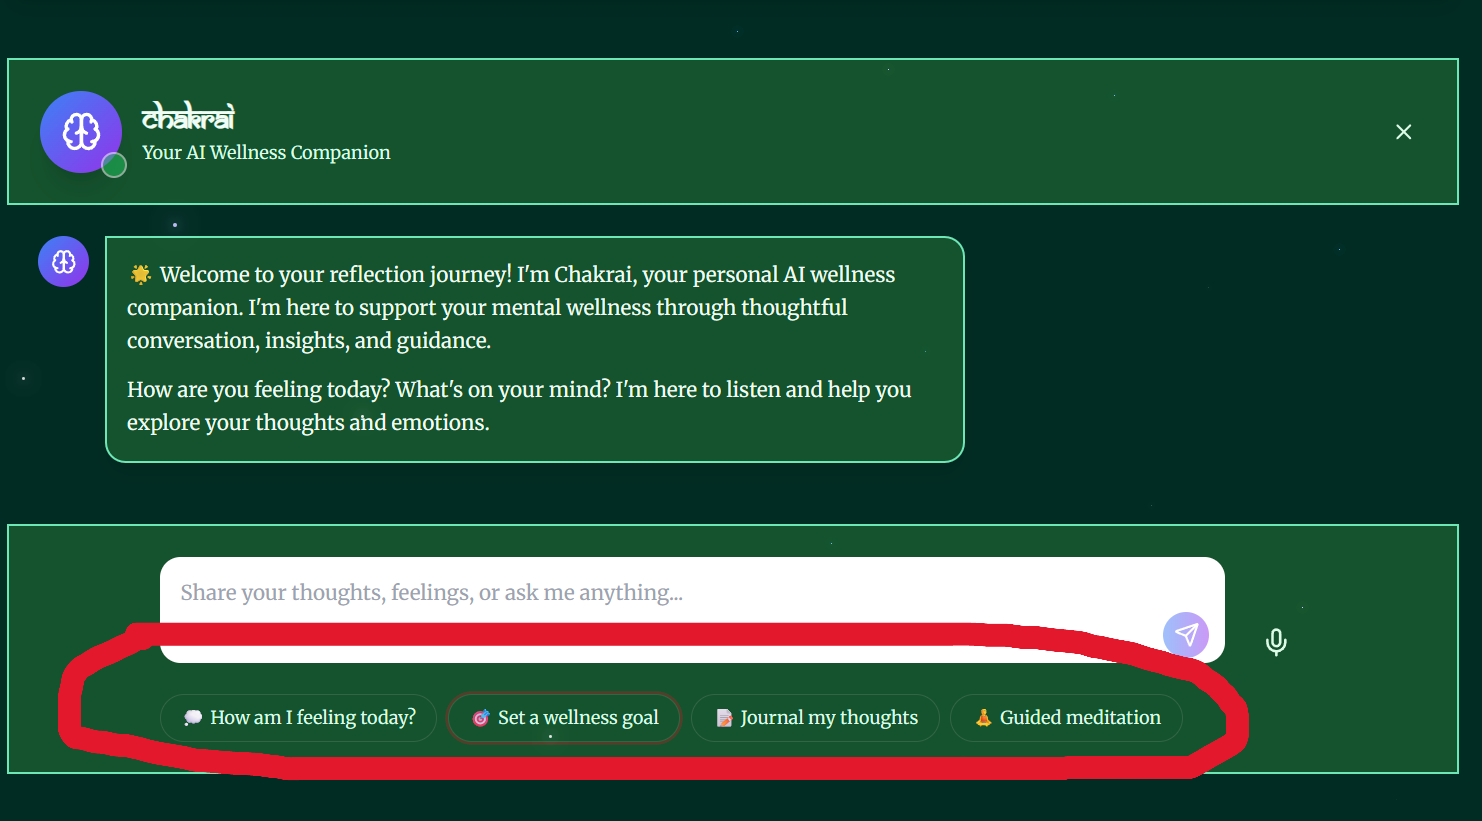 chakrai
Your AI Wellness Companion
🌟 Welcome to your reflection journey! I'm Chakrai, your personal AI wellness
companion. I'm here to support your mental wellness through thoughtful
conversation, insights, and guidance.
How are you feeling today? What's on your mind? I'm here to listen and help you
explore your thoughts and emotions.
Share your thoughts, feelings, or ask me anything...
💭 How am I feeling today?
🎯 Set a wellness goal
📝 Journal my thoughts
🧘 Guided meditation